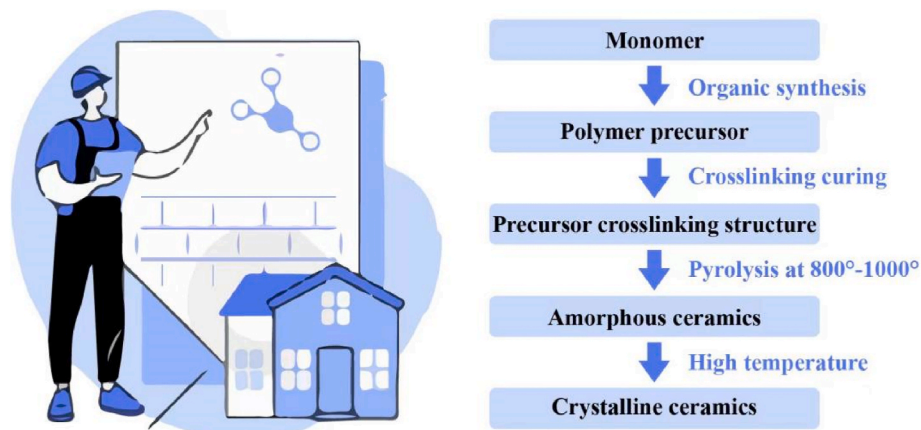 Monomer
Organic synthesis
Polymer precursor
Crosslinking curing
Precursor crosslinking structure
Pyrolysis at 800°-1000°
Amorphous ceramics
High temperature
Crystalline ceramics